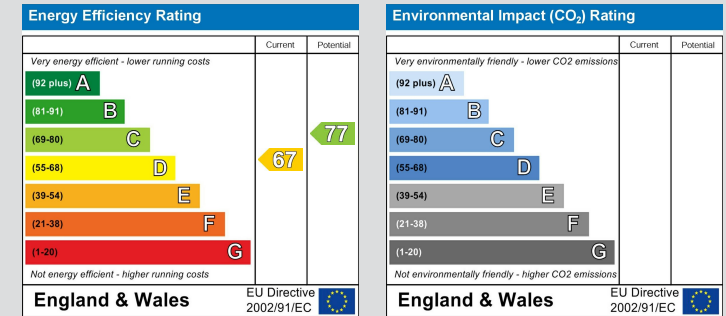 Energy Efficiency Rating
Current Potential
Very energy efficient - lower running costs
(92 plus) A
(81-91) B
(69-80) C
(55-68) D
(39-54) E
(21-38) F
(1-20) G
77
67
Not energy efficient - higher running costs
England & Wales
EU Directive
2002/91/EC
Environmental Impact (CO₂) Rating
Current Potential
Very environmentally friendly - lower CO2 emissions
(92 plus) A
(81-91) B
(69-80) C
(55-68) D
(39-54) E
(21-38) F
(1-20) G
Not environmentally friendly - higher CO2 emissions
England & Wales
EU Directive
2002/91/EC